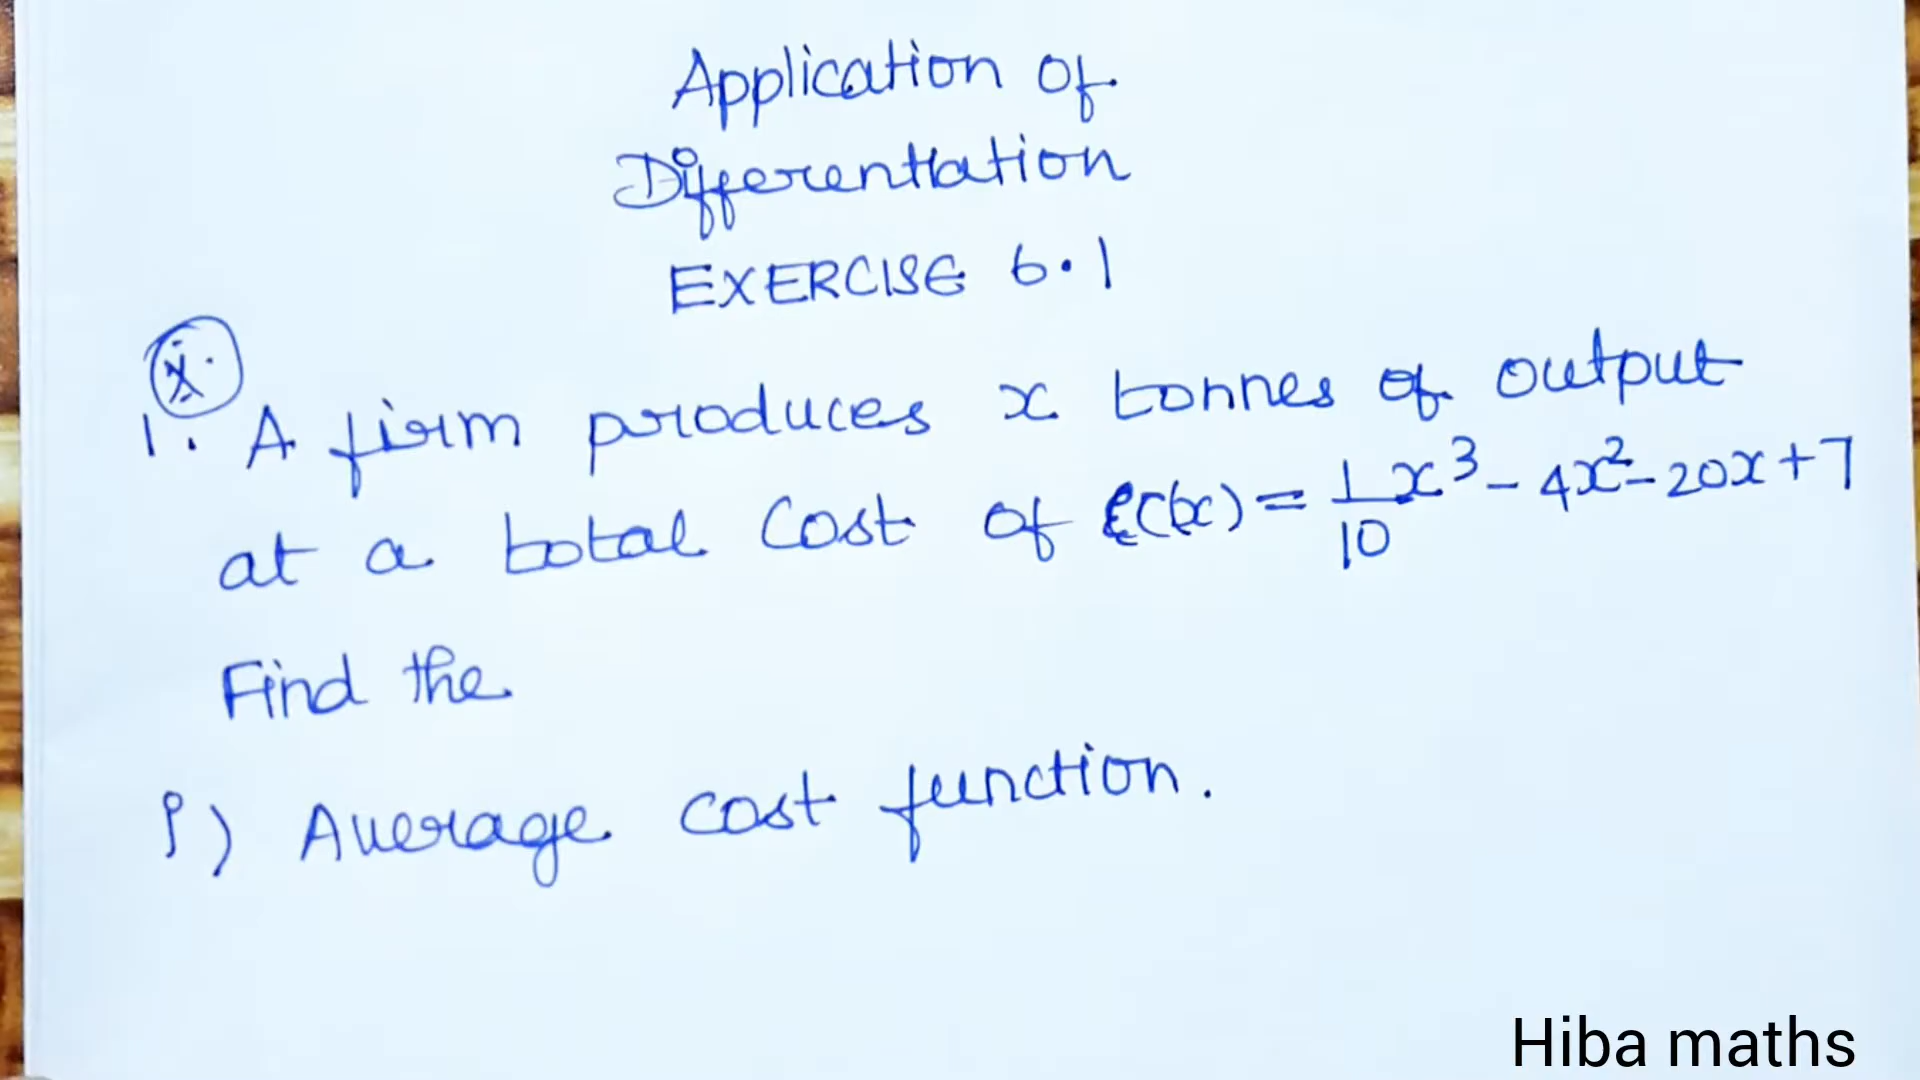 Application of
Differentiation
EXERCISE 6.1
1. A firm produces x tonnes of output
at a total cost of C(x) = 1/10 x³ - 4x² - 20x + 7
Find the
i) Average cost function.
Hiba maths